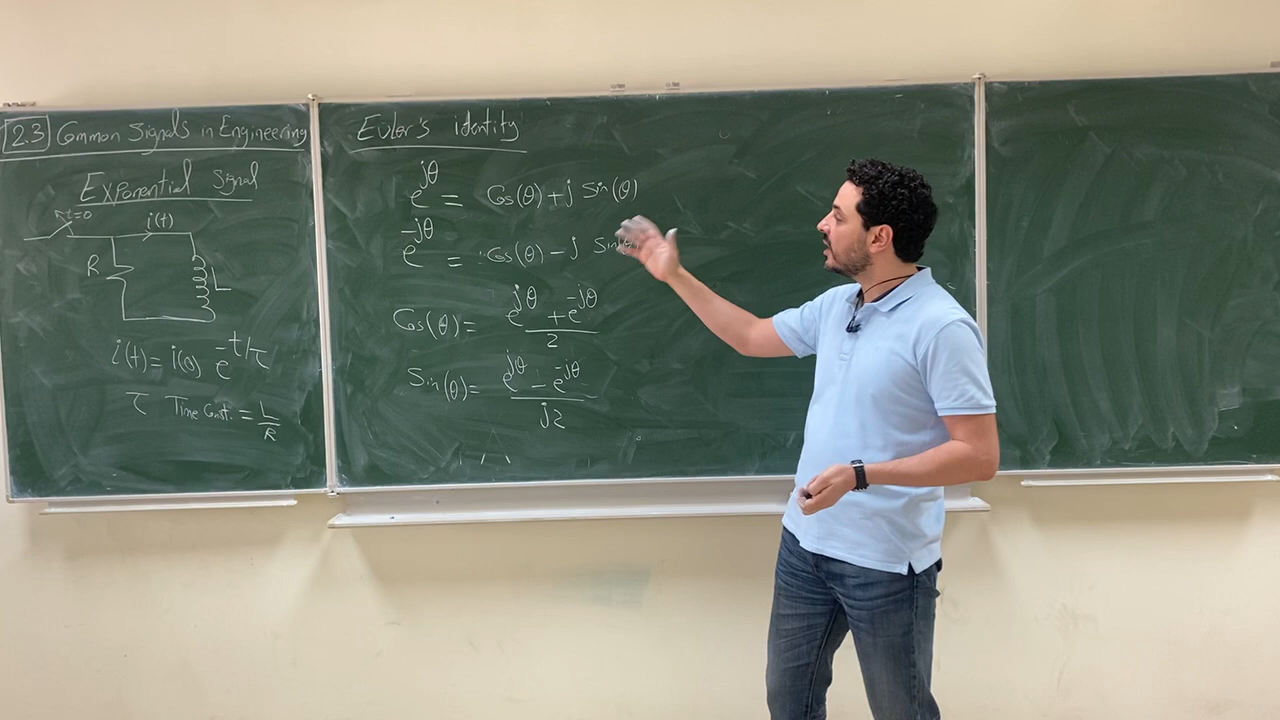 2.3 Common Signals in Engineering
Exponential Signal
t=0
i(t)
R
L
i(t) = i(0) e^{-t/τ}
τ Time Const. = L/R
Euler's identity
e^{jθ} = Cos(θ) + j Sin(θ)
e^{-jθ} = Cos(θ) - j
Cos(θ) = (e^{jθ} + e^{-jθ})/2
Sin(θ) = (e^{jθ} - e^{-jθ})/j2